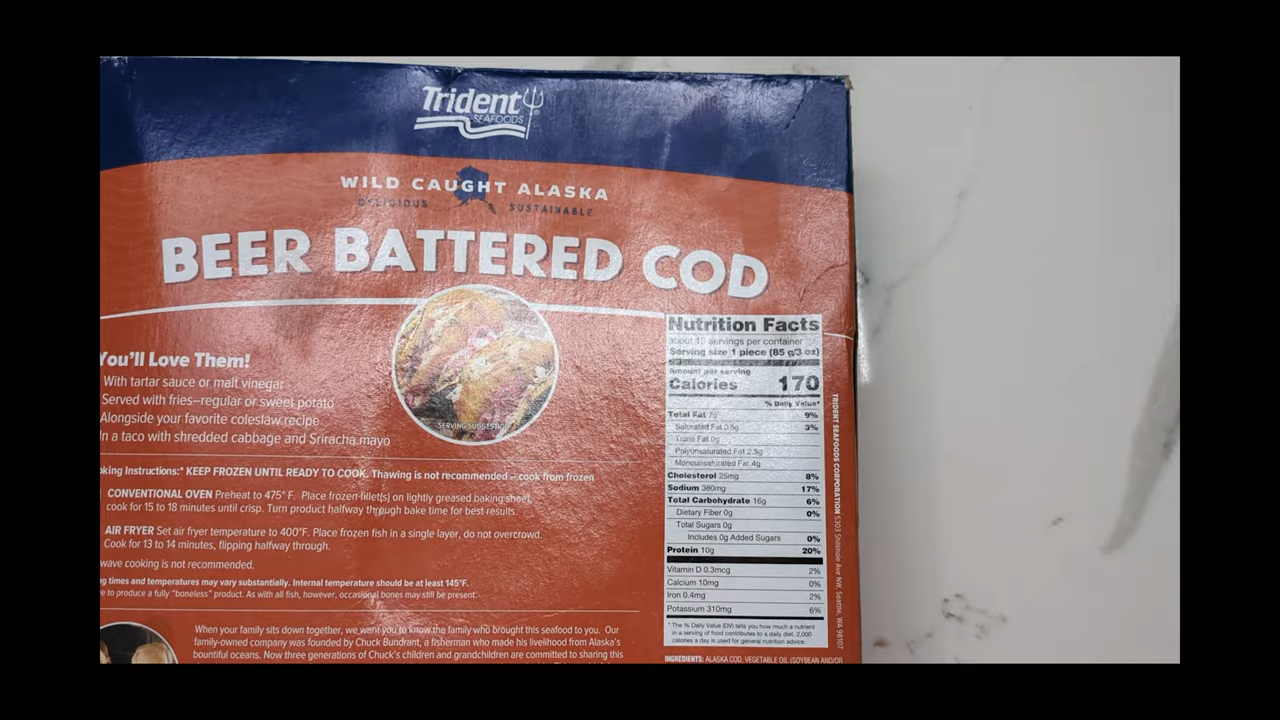 Trident
SEAFOODS
WILD CAUGHT ALASKA
DELICIOUS SUSTAINABLE
BEER BATTERED COD
You'll Love Them!
With tartar sauce or malt vinegar
Served with fries–regular or sweet potato
Alongside your favorite coleslaw recipe
In a taco with shredded cabbage and Sriracha mayo
SERVING SUGGESTION
king Instructions:* KEEP FROZEN UNTIL READY TO COOK. Thawing is not recommended – cook from frozen
CONVENTIONAL OVEN Preheat to 475° F. Place frozen fillet(s) on lightly greased baking sheet,
cook for 15 to 18 minutes until crisp. Turn product halfway through bake time for best results.
AIR FRYER Set air fryer temperature to 400°F. Place frozen fish in a single layer, do not overcrowd.
Cook for 13 to 14 minutes, flipping halfway through.
wave cooking is not recommended.
ng times and temperatures may vary substantially. Internal temperature should be at least 145°F.
e to produce a fully "boneless" product. As with all fish, however, occasional bones may still be present.
When your family sits down together, we want you to know the family who brought this seafood to you. Our
family-owned company was founded by Chuck Bundrant, a fisherman who made his livelihood from Alaska's
bountiful oceans. Now three generations of Chuck's children and grandchildren are committed to sharing this
Nutrition Facts
about servings per container
Serving size 1 piece (85 g/3 oz)
Amount per serving
Calories 170
% Daily Value*
Total Fat 7g 9%
Saturated Fat 0.5g 3%
Trans Fat 0g
Polyunsaturated Fat 2.5g
Monounsaturated Fat 4g
Cholesterol 25mg 8%
Sodium 380mg 17%
Total Carbohydrate 16g 6%
Dietary Fiber 0g 0%
Total Sugars 0g
Includes 0g Added Sugars 0%
Protein 10g 20%
Vitamin D 0.3mcg 2%
Calcium 10mg 0%
Iron 0.4mg 2%
Potassium 310mg 6%
* The % Daily Value (DV) tells you how much a nutrient
in a serving of food contributes to a daily diet. 2,000
calories a day is used for general nutrition advice.
INGREDIENTS: ALASKA COD, VEGETABLE OIL (SOYBEAN AND/OR
TRIDENT SEAFOODS CORPORATION 5303 Shilshole Ave NW, Seattle, WA 98107